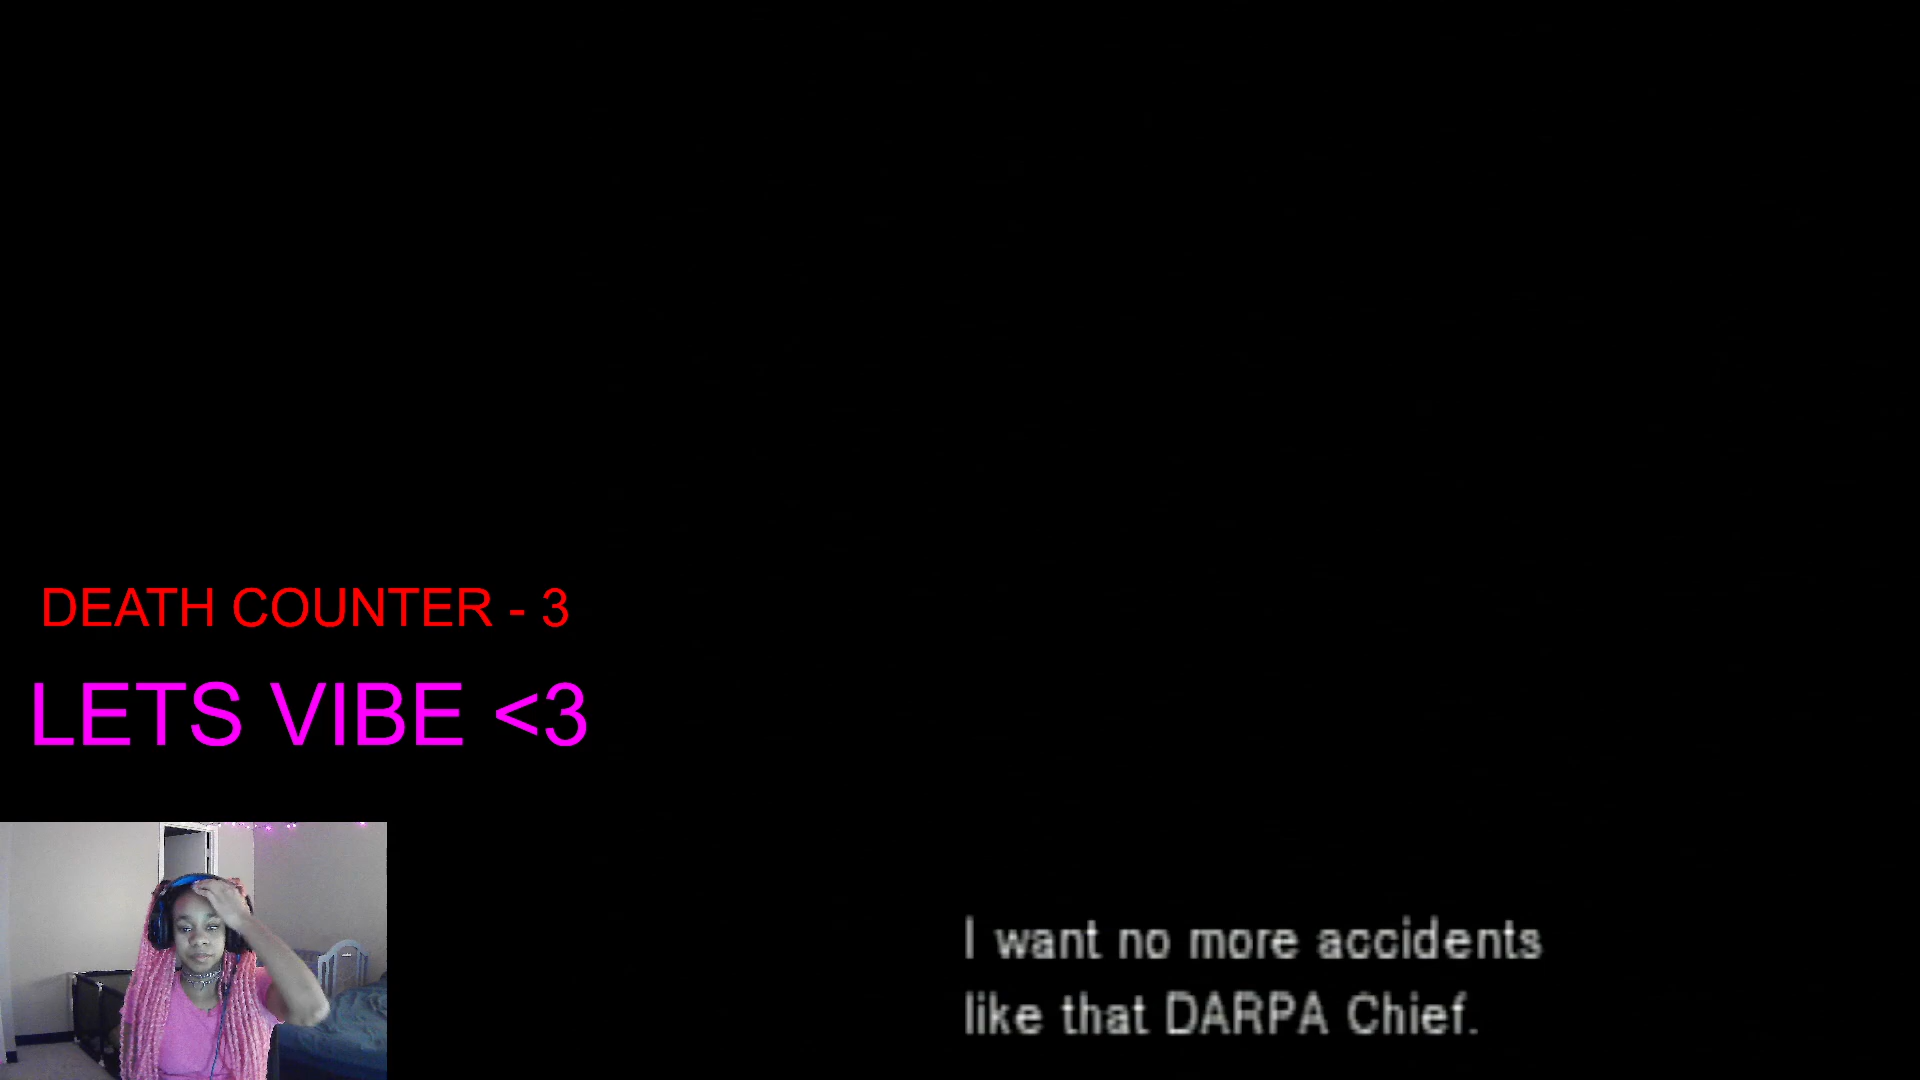 DEATH COUNTER - 3
LETS VIBE <3
I want no more accidents
like that DARPA Chief.